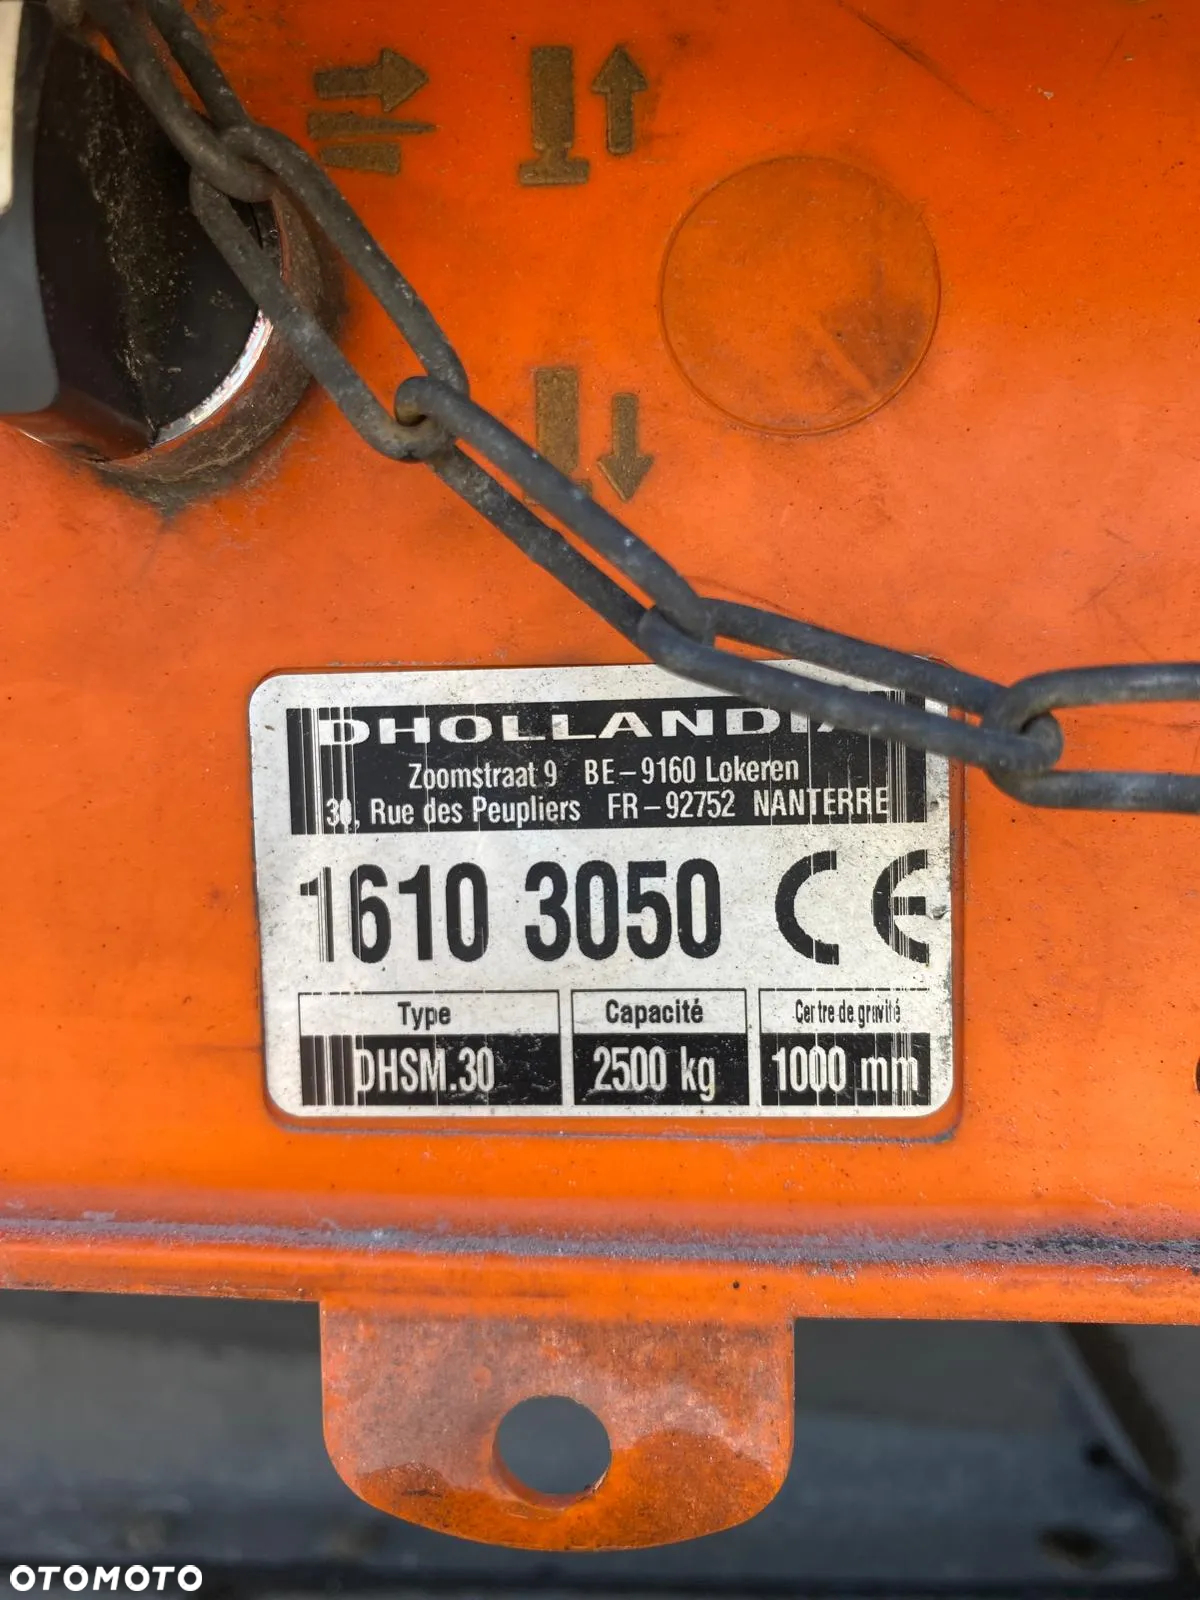 DHOLLANDIA
Zoomstraat 9 BE-9160 Lokeren
30, Rue des Peupliers FR-92752 NANTERRE
1610 3050 CE
Type Capacité Centre de gravité
DHSM.30 2500 kg 1000 mm
OTOMOTO